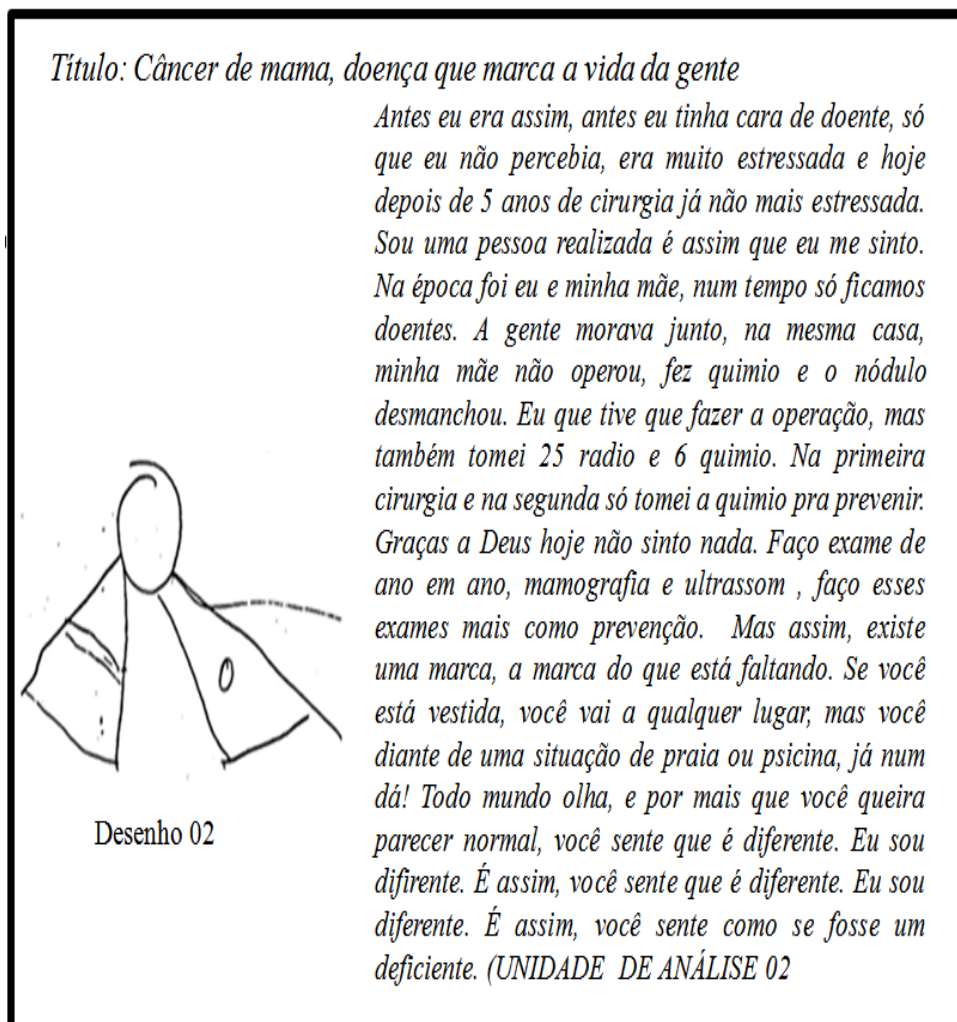 Título: Câncer de mama, doença que marca a vida da gente
Antes eu era assim, antes eu tinha cara de doente, só
que eu não percebia, era muito estressada e hoje
depois de 5 anos de cirurgia já não mais estressada.
Sou uma pessoa realizada é assim que eu me sinto.
Na época foi eu e minha mãe, num tempo só ficamos
doentes. A gente morava junto, na mesma casa,
minha mãe não operou, fez quimio e o nódulo
desmanchou. Eu que tive que fazer a operação, mas
também tomei 25 radio e 6 quimio. Na primeira
cirurgia e na segunda só tomei a quimio pra prevenir.
Graças a Deus hoje não sinto nada. Faço exame de
ano em ano, mamografia e ultrassom , faço esses
exames mais como prevenção. Mas assim, existe
uma marca, a marca do que está faltando. Se você
está vestida, você vai a qualquer lugar, mas você
diante de uma situação de praia ou psicina, já num
dá! Todo mundo olha, e por mais que você queira
parecer normal, você sente que é diferente. Eu sou
difirente. É assim, você sente que é diferente. Eu sou
diferente. É assim, você sente como se fosse um
deficiente. (UNIDADE DE ANÁLISE 02
Desenho 02